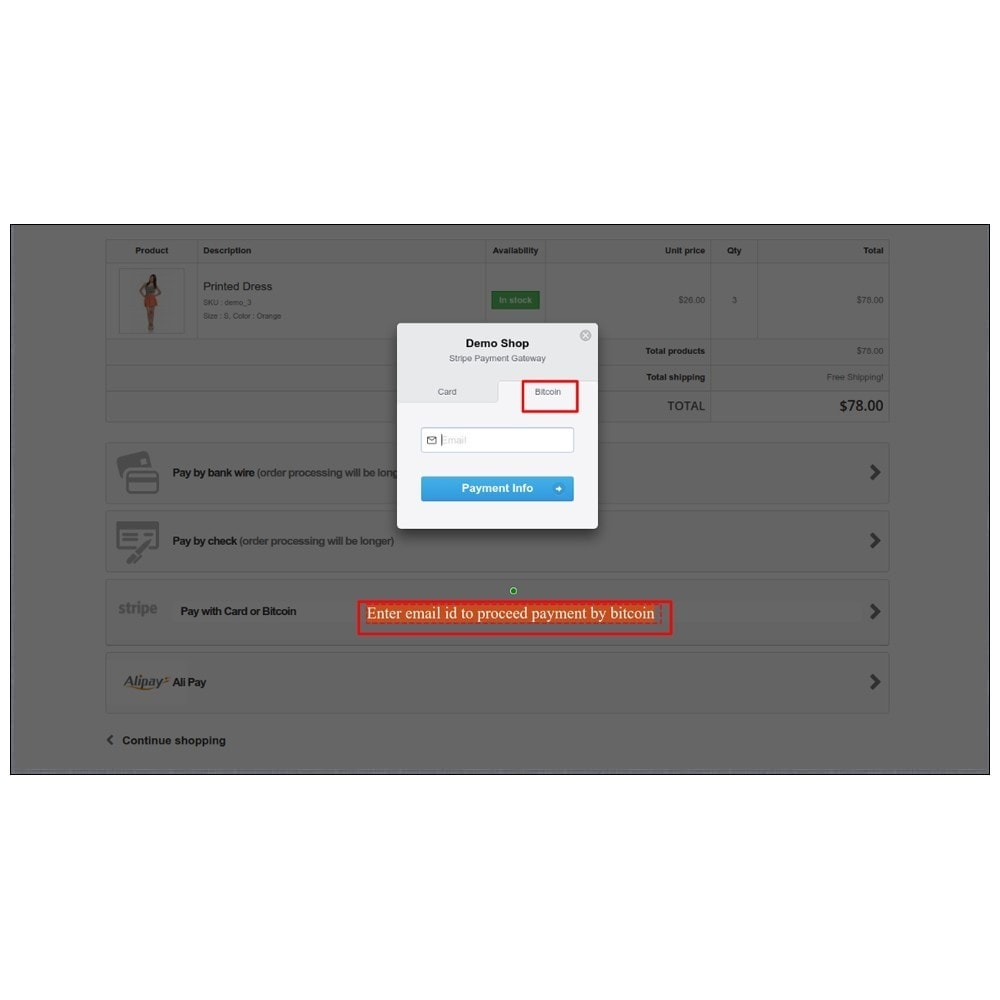 Product Description Availability Unit price Qty Total
Printed Dress
SKU : demo_3
Size : S, Color : Orange
In stock
$26.00 3 $78.00
Total products $78.00
Total shipping Free Shipping!
TOTAL $78.00
Demo Shop
Stripe Payment Gateway
Card Bitcoin
Email
Payment Info
Pay by bank wire (order processing will be long
Pay by check (order processing will be longer)
stripe Pay with Card or Bitcoin
Enter email id to proceed payment by bitcoin
Alipay Ali Pay
Continue shopping